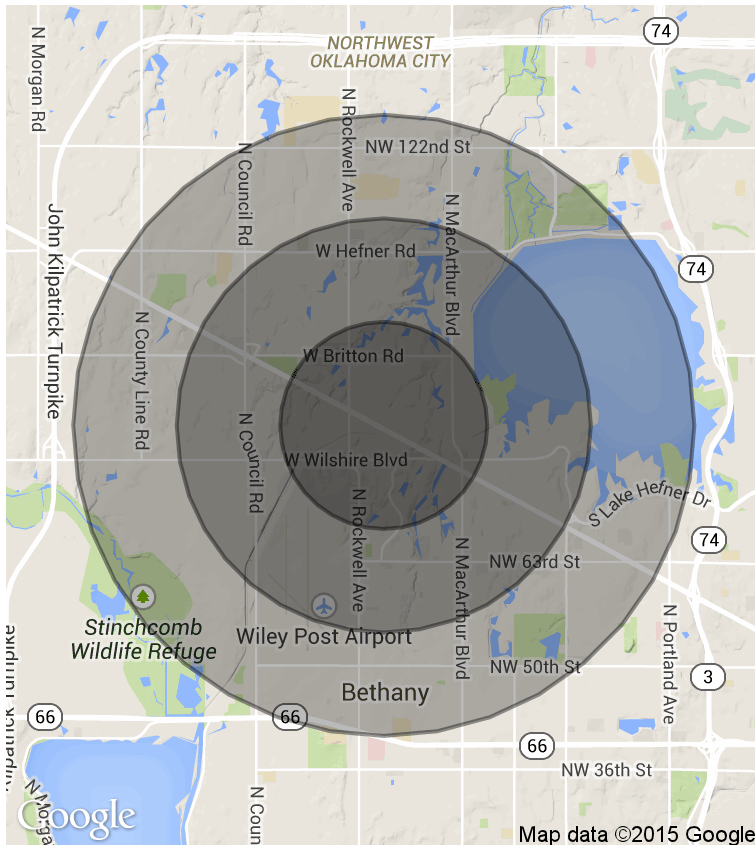 74
N Morgan Rd
NORTHWEST
OKLAHOMA CITY
N Rockwell Ave
NW 122nd St
N Council Rd
N MacArthur Blvd
John Kilpatrick Turnpike
W Hefner Rd
74
N County Line Rd
W Britton Rd
N Council Rd
W Wilshire Blvd
N Rockwell Ave
S Lake Hefner Dr
74
N MacArthur Blvd
NW 63rd St
Stinchcomb
Wildlife Refuge
Wiley Post Airport
N Portland Ave
NW 50th St
3
Bethany
66
66
66
NW 36th St
N Morga
N Coun
Google
Map data ©2015 Google